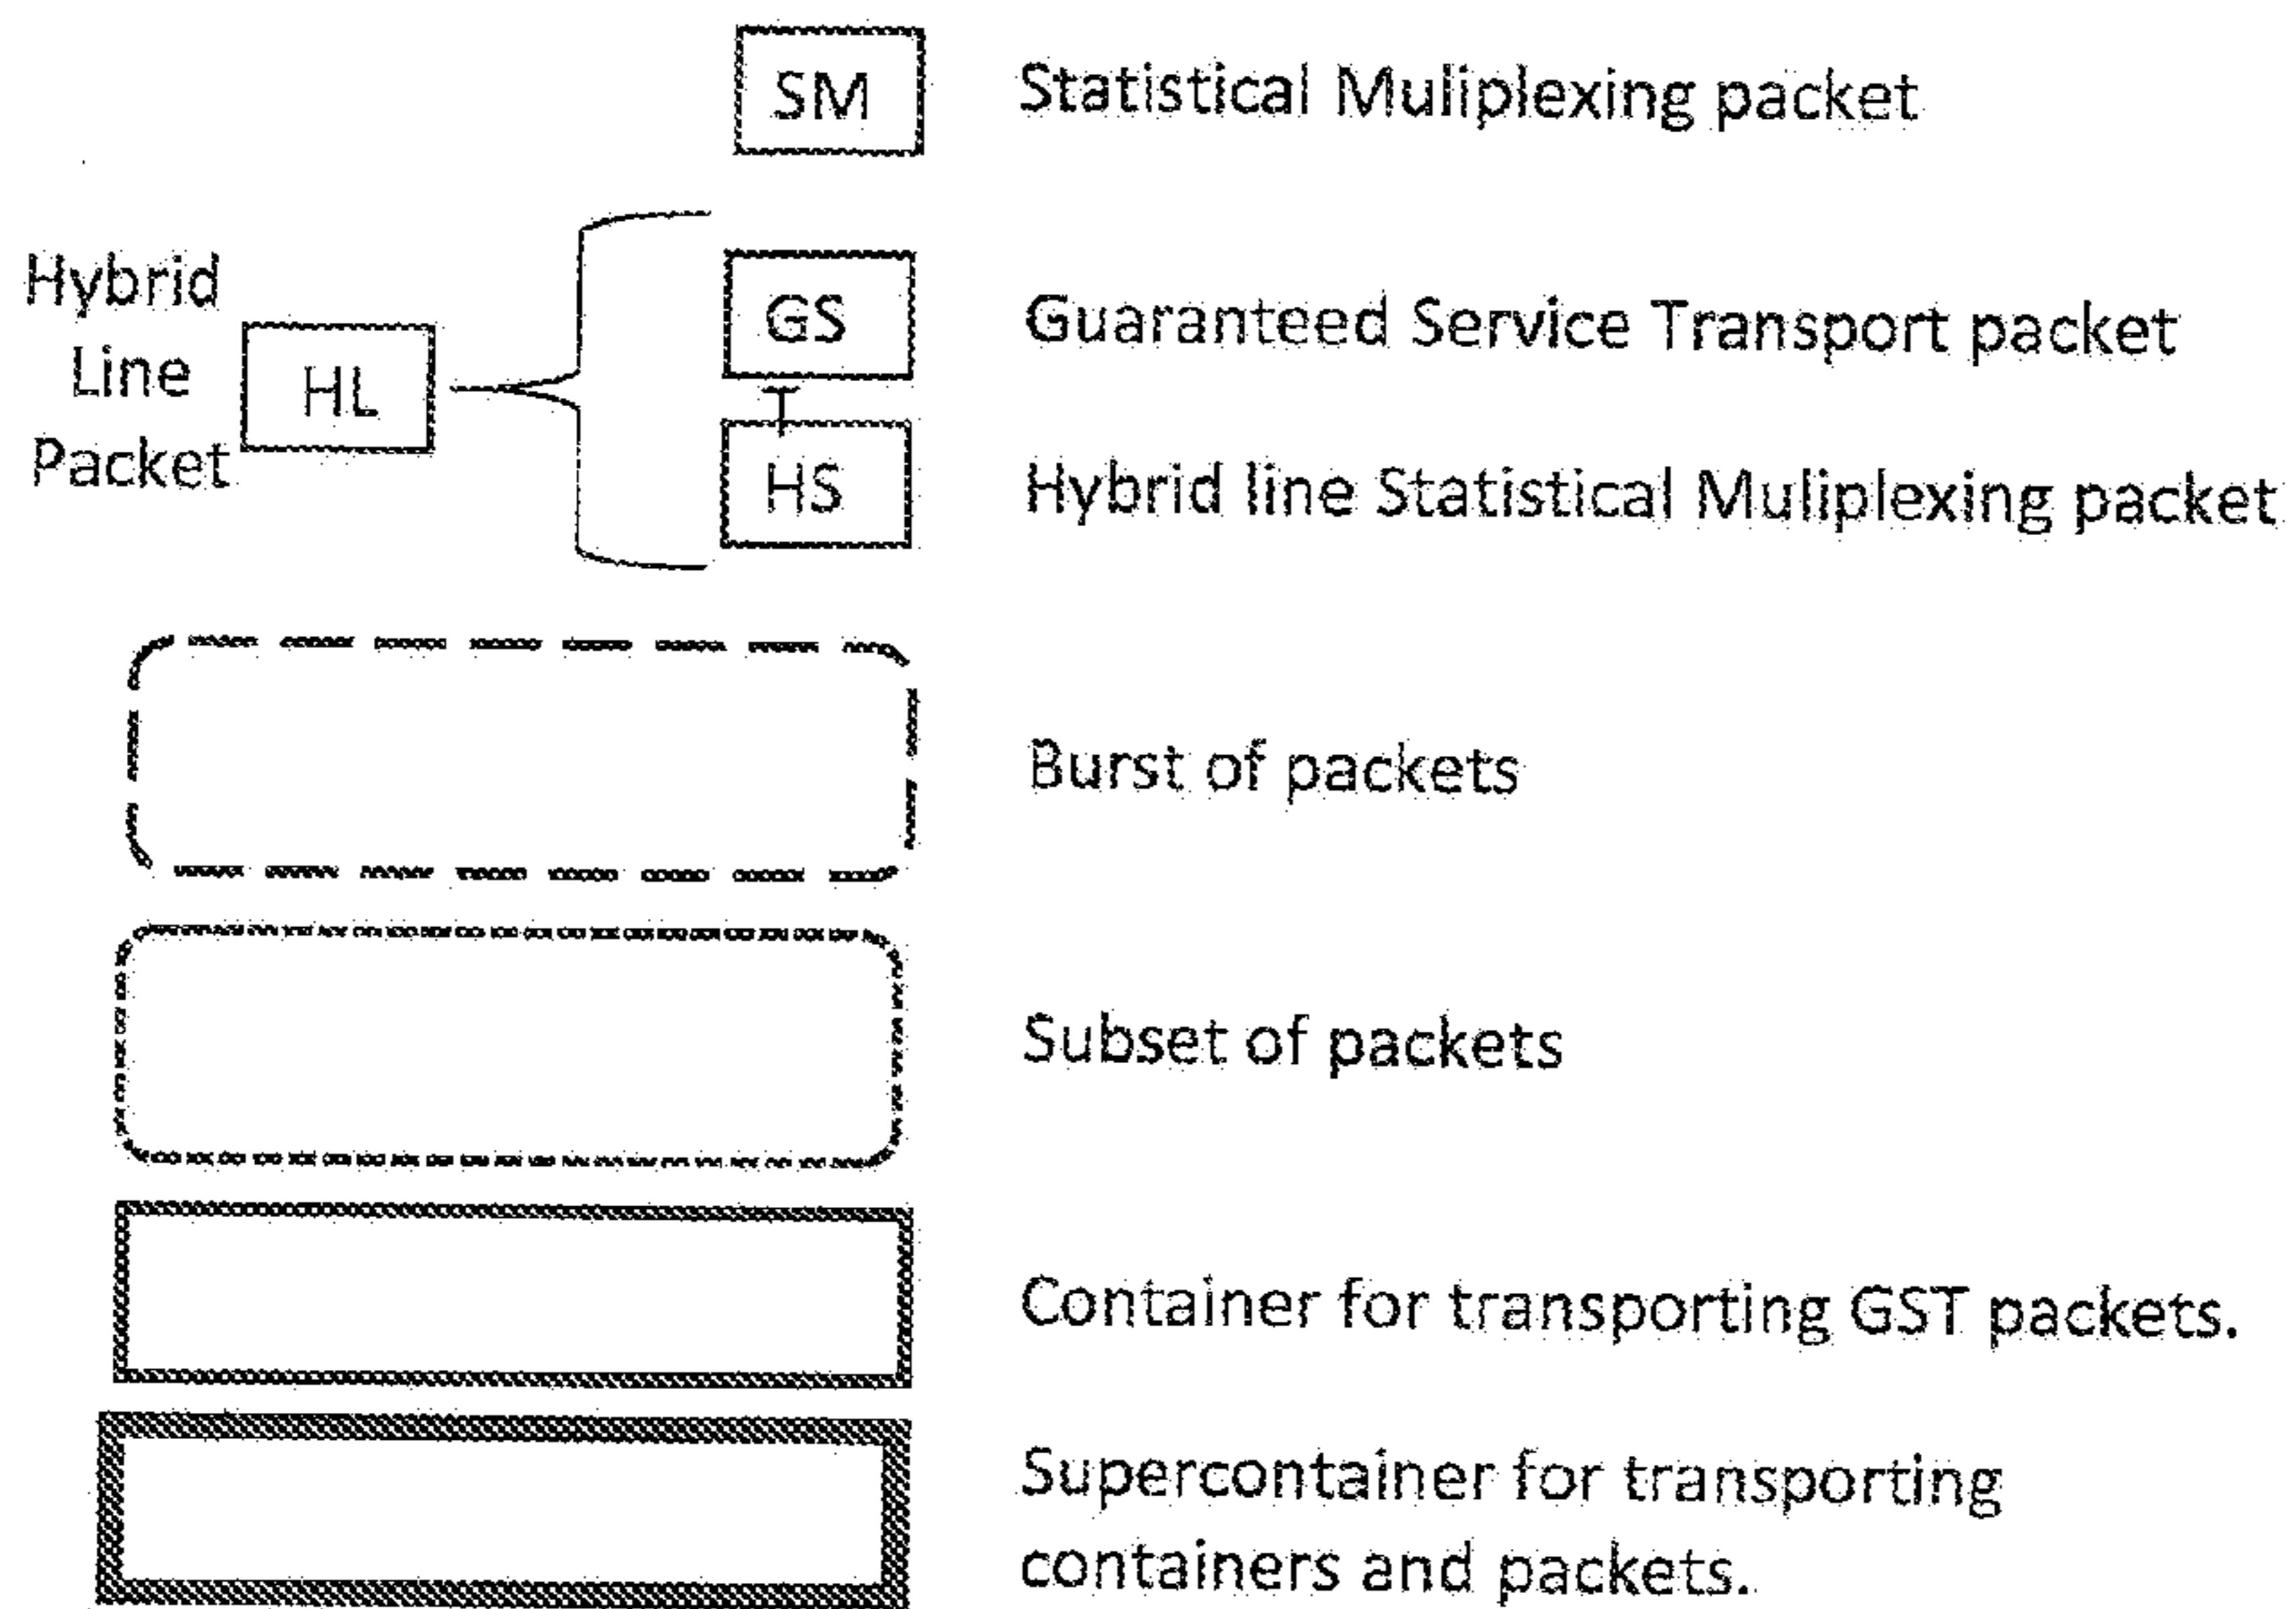 SM Statistical Muliplexing packet
Hybrid
Line
Packet
HL
GS Guaranteed Service Transport packet
HS Hybrid line Statistical Muliplexing packet
Burst of packets
Subset of packets
Container for transporting GST packets.
Supercontainer for transporting
containers and packets.